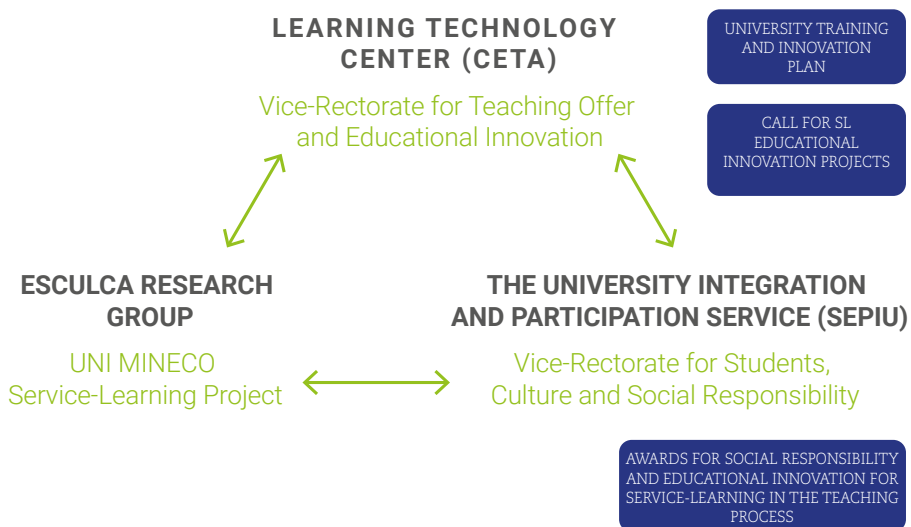 LEARNING TECHNOLOGY
CENTER (CETA)
Vice-Rectorate for Teaching Offer
and Educational Innovation
UNIVERSITY TRAINING
AND INNOVATION
PLAN
CALL FOR SL
EDUCATIONAL
INNOVATION PROJECTS
ESCULCA RESEARCH
GROUP
UNI MINECO
Service-Learning Project
THE UNIVERSITY INTEGRATION
AND PARTICIPATION SERVICE (SEPIU)
Vice-Rectorate for Students,
Culture and Social Responsibility
AWARDS FOR SOCIAL RESPONSIBILITY
AND EDUCATIONAL INNOVATION FOR
SERVICE-LEARNING IN THE TEACHING
PROCESS